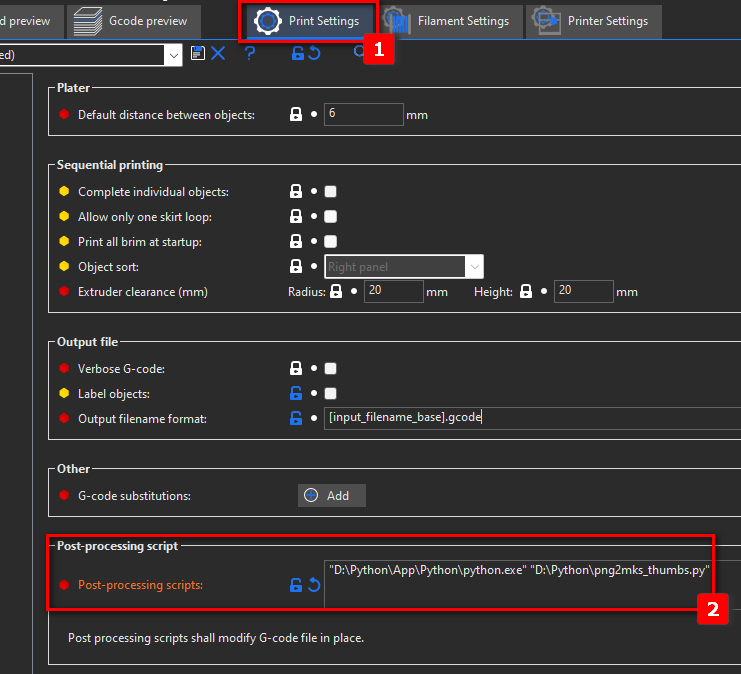 d preview Gcode preview Print Settings Filament Settings Printer Settings
1
ed) ?
Plater
Default distance between objects: 6 mm
Sequential printing
Complete individual objects:
Allow only one skirt loop:
Print all brim at startup:
Object sort: Right panel
Extruder clearance (mm) Radius: 20 mm Height: 20 mm
Output file
Verbose G-code:
Label objects:
Output filename format: [input_filename_base].gcode
Other
G-code substitutions: Add
Post-processing script
"D:\Python\App\Python\python.exe" "D:\Python\png2mks_thumbs.py"
Post-processing scripts:
2
Post processing scripts shall modify G-code file in place.